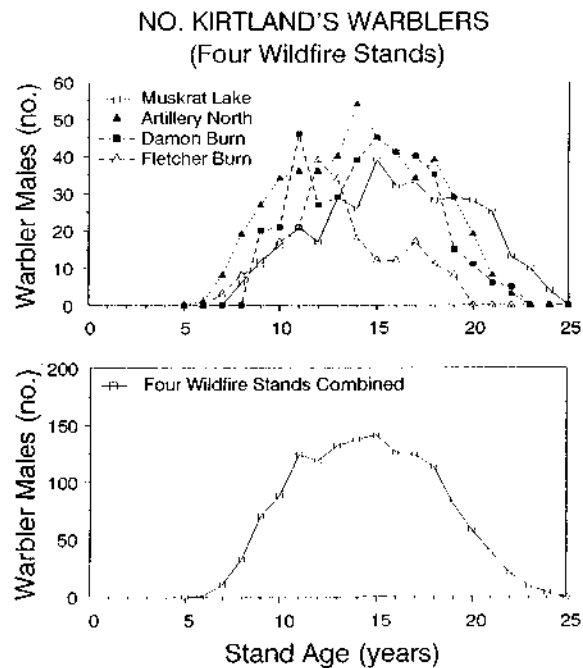 NO. KIRTLAND'S WARBLERS
(Four Wildfire Stands)
Warbler Males (no.)
60
50
40
30
20
10
0
Muskrat Lake
Artillery North
Damon Burn
Fletcher Burn
0 5 10 15 20 25
Warbler Males (no.)
200
150
100
50
0
Four Wildfire Stands Combined
0 5 10 15 20 25
Stand Age (years)